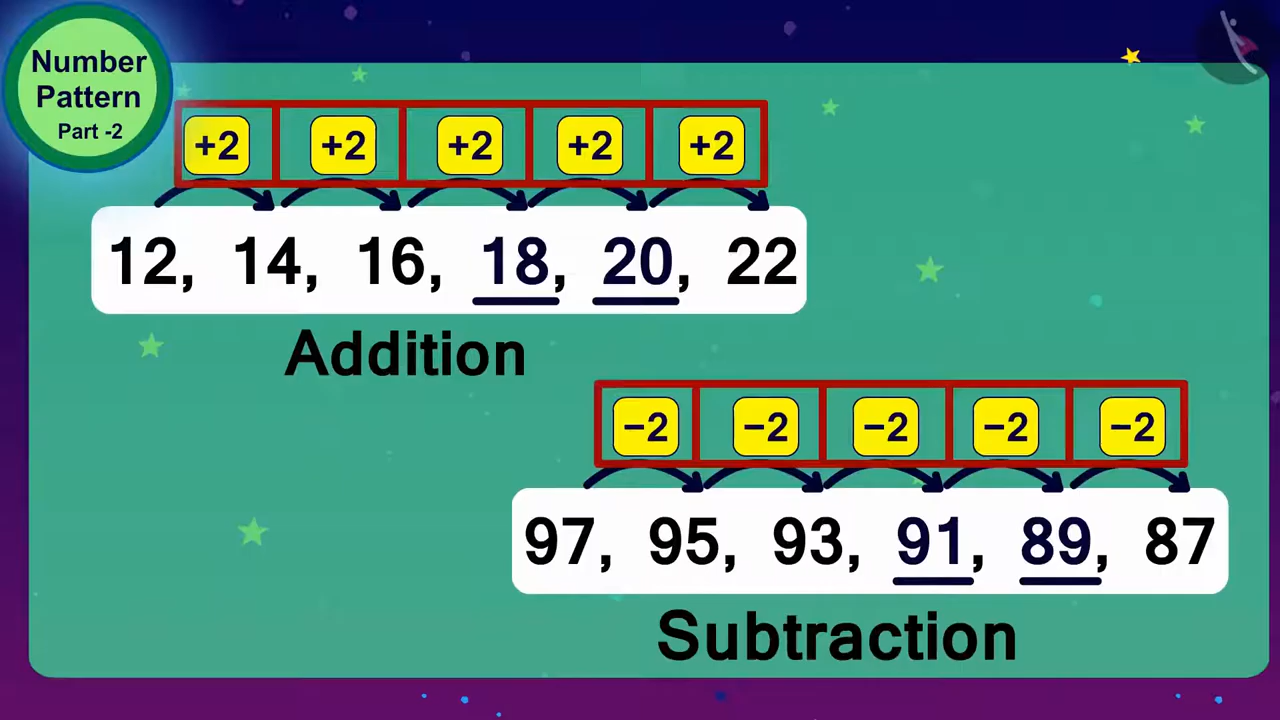 Number
Pattern
Part -2
+2 +2 +2 +2 +2
12, 14, 16, 18, 20, 22
Addition
−2 −2 −2 −2 −2
97, 95, 93, 91, 89, 87
Subtraction